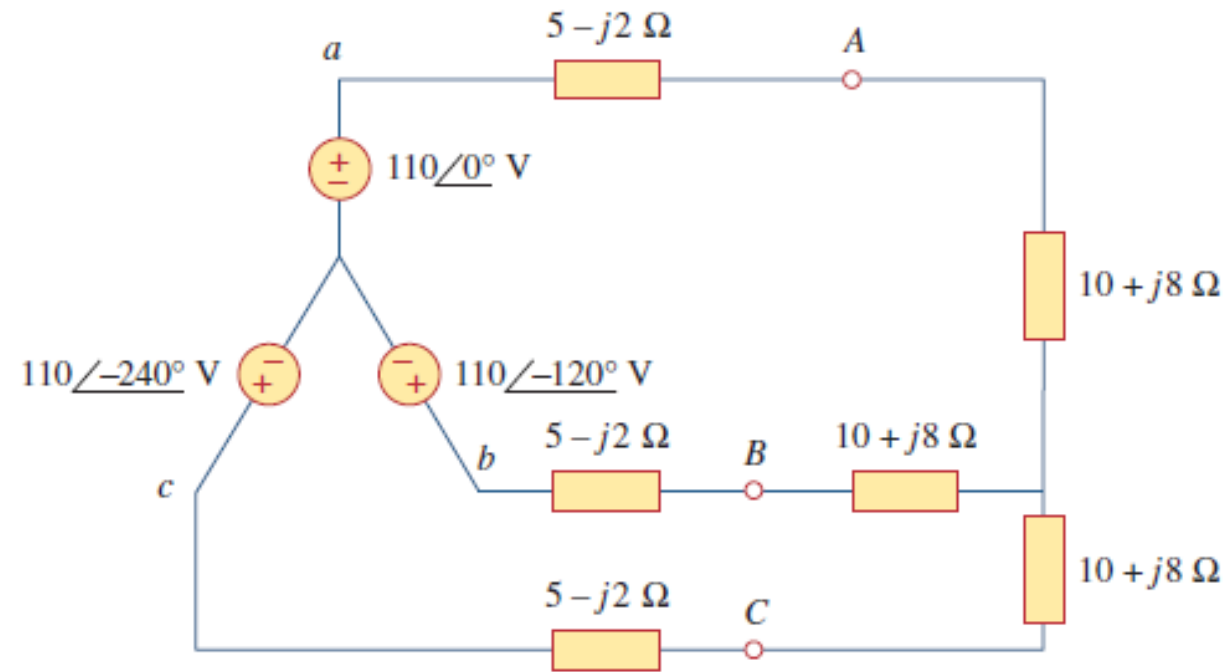 5 – j2 Ω
a
A
+
–
110∠0° V
10 + j8 Ω
110∠–240° V
–
+
–
+
110∠–120° V
5 – j2 Ω
10 + j8 Ω
b
B
c
10 + j8 Ω
5 – j2 Ω
C